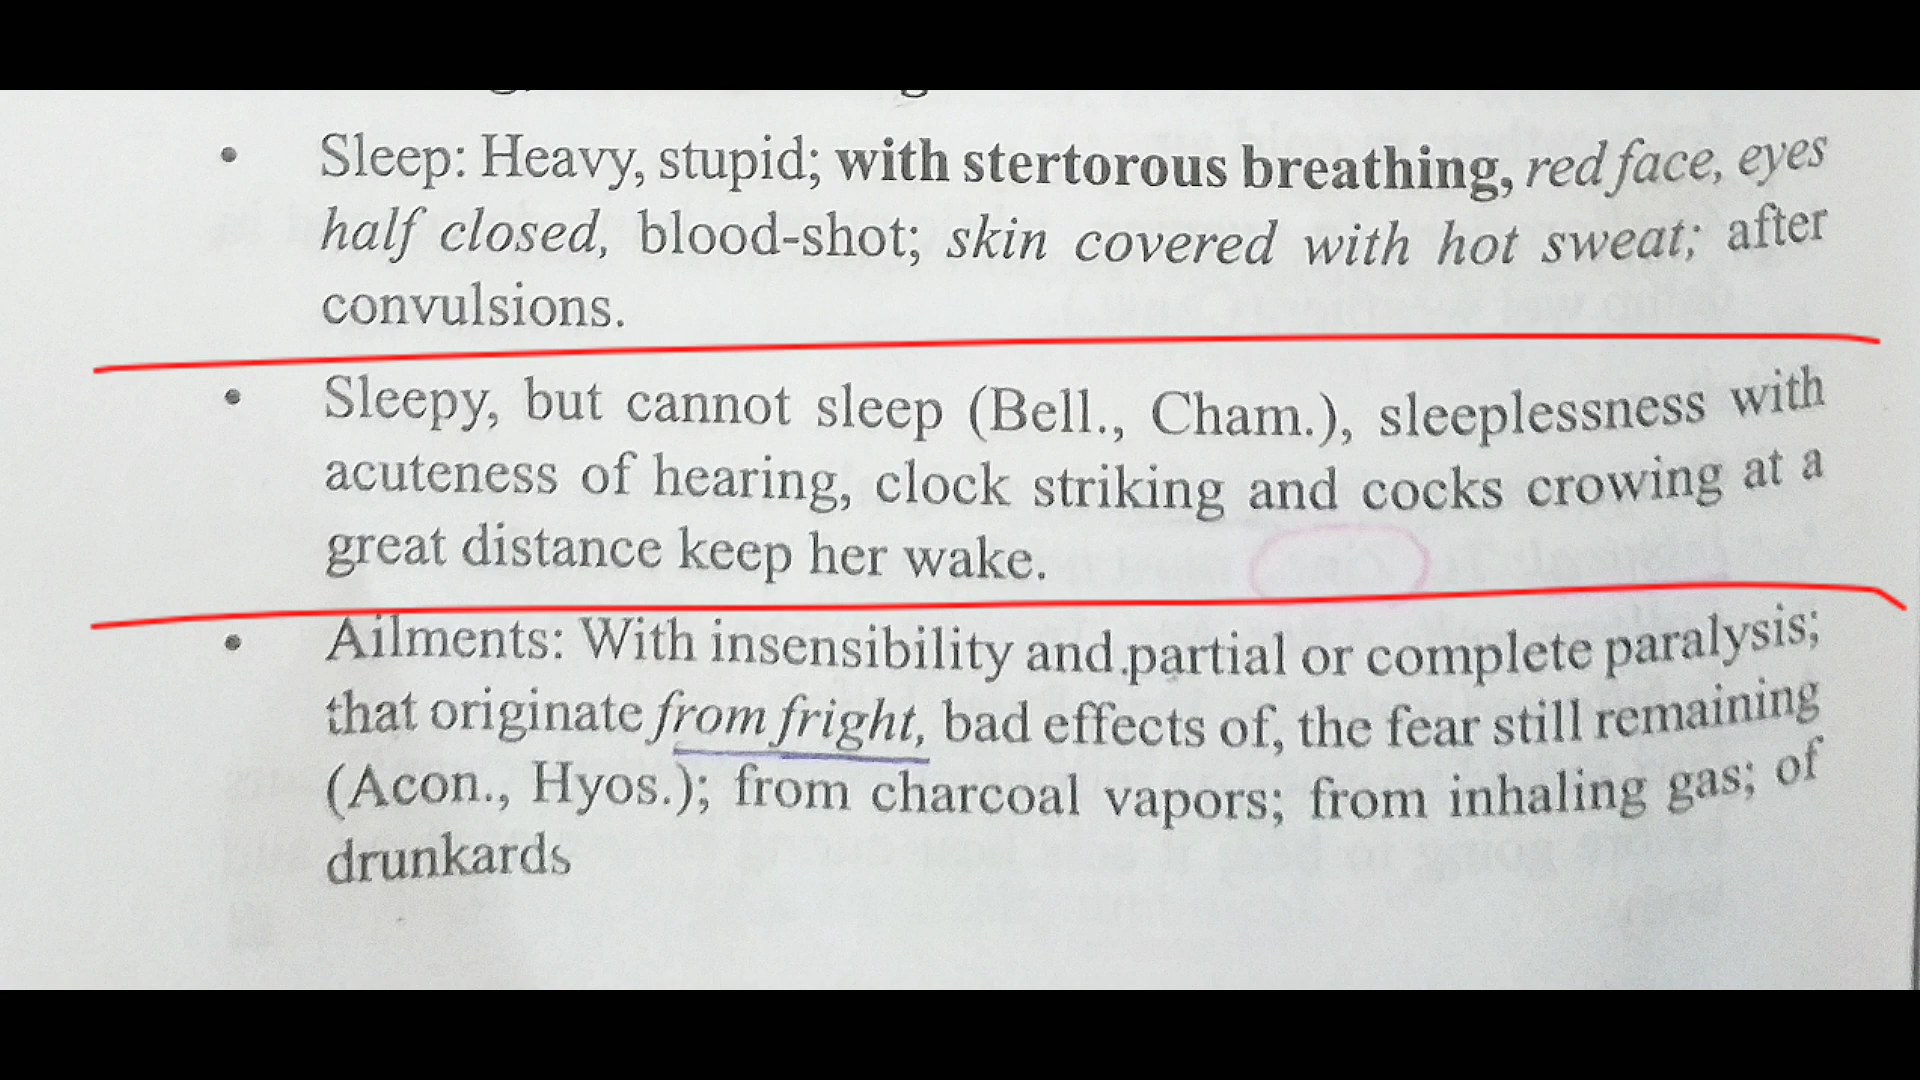 • Sleep: Heavy, stupid; with stertorous breathing, red face, eyes
half closed, blood-shot; skin covered with hot sweat; after
convulsions.
• Sleepy, but cannot sleep (Bell., Cham.), sleeplessness with
acuteness of hearing, clock striking and cocks crowing at a
great distance keep her wake.
• Ailments: With insensibility and partial or complete paralysis;
that originate from fright, bad effects of, the fear still remaining
(Acon., Hyos.); from charcoal vapors; from inhaling gas; of
drunkards